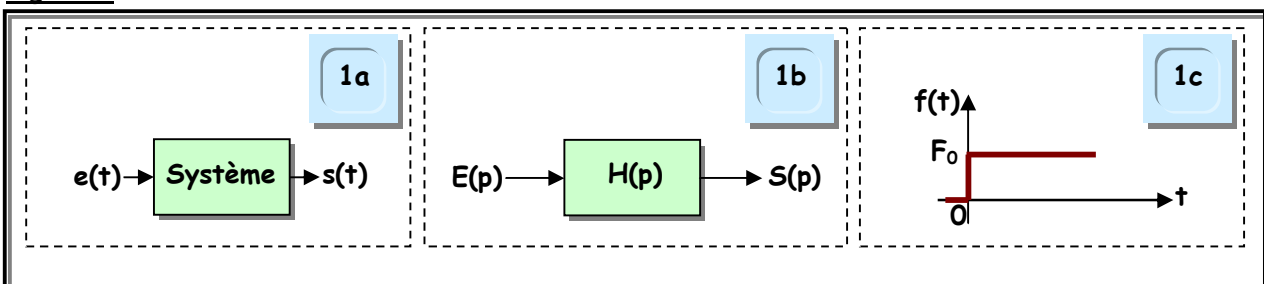 1a
e(t) Système s(t)
1b
E(p) H(p) S(p)
1c
f(t)
F₀
0
t